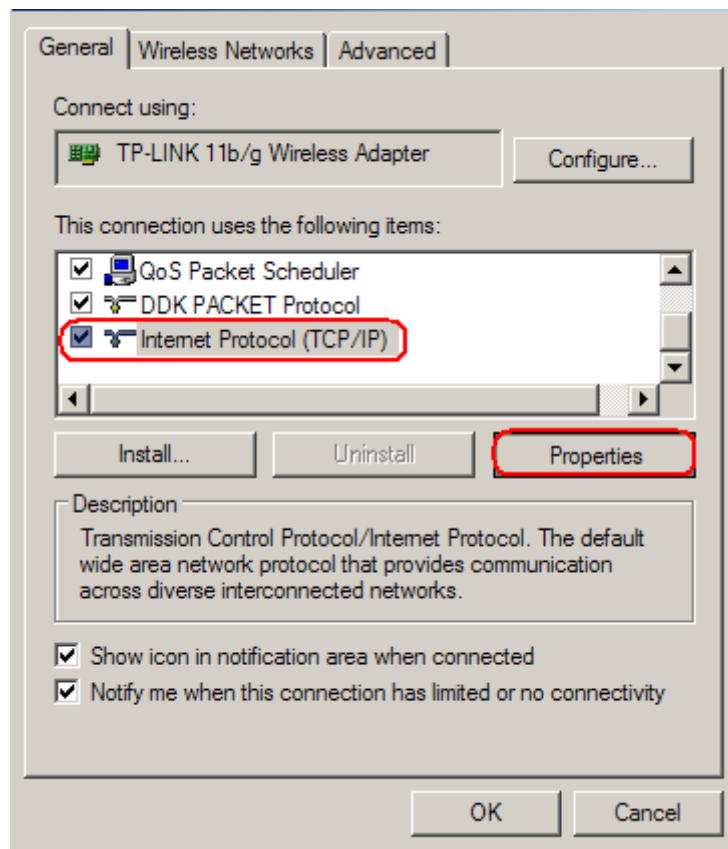 General
Wireless Networks
Advanced
Connect using:
TP-LINK 11b/g Wireless Adapter
Configure...
This connection uses the following items:
QoS Packet Scheduler
DDK PACKET Protocol
Internet Protocol (TCP/IP)
Install...
Uninstall
Properties
Description
Transmission Control Protocol/Internet Protocol. The default
wide area network protocol that provides communication
across diverse interconnected networks.
Show icon in notification area when connected
Notify me when this connection has limited or no connectivity
OK
Cancel